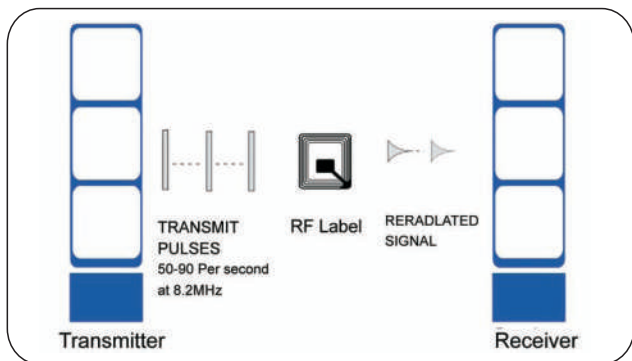 TRANSMIT
PULSES
50-90 Per second
at 8.2MHz
RF Label
RERADLATED
SIGNAL
Transmitter
Receiver